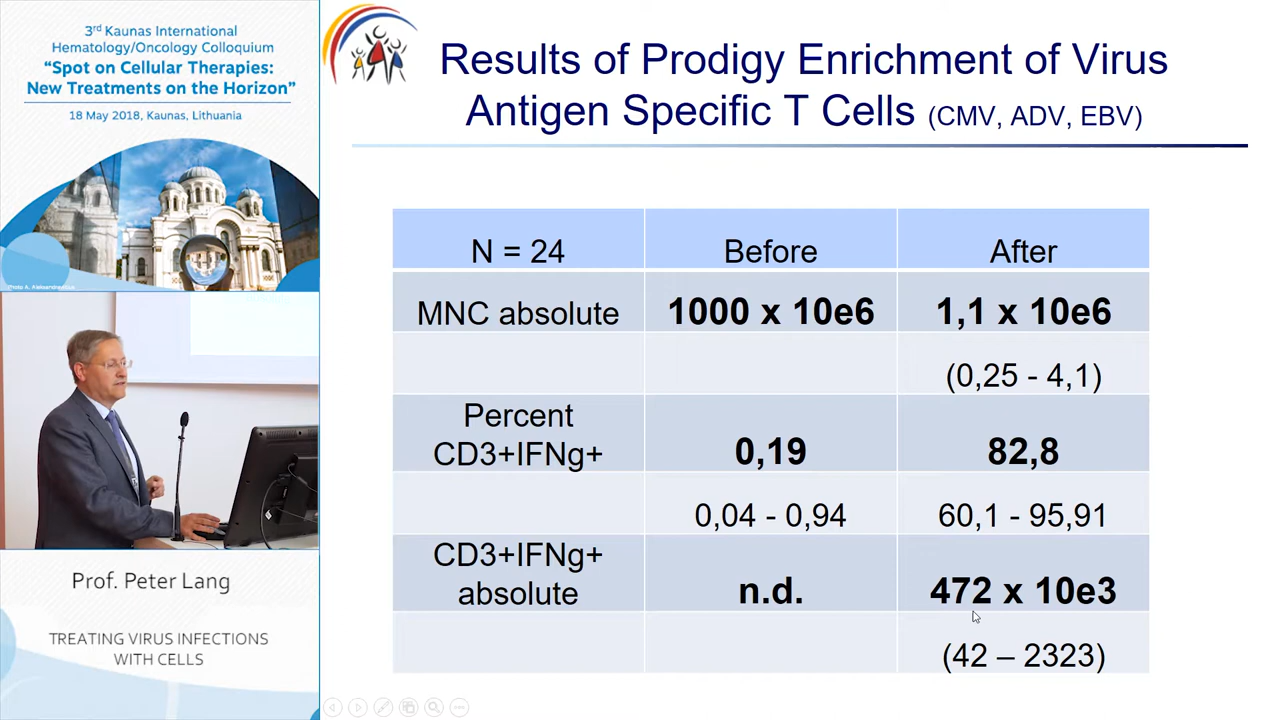 3rd Kaunas International
Hematology/Oncology Colloquium
“Spot on Cellular Therapies:
New Treatments on the Horizon”
18 May 2018, Kaunas, Lithuania
Prof. Peter Lang
TREATING VIRUS INFECTIONS
WITH CELLS
Results of Prodigy Enrichment of Virus
Antigen Specific T Cells (CMV, ADV, EBV)
N = 24 Before After
MNC absolute 1000 x 10e6 1,1 x 10e6
(0,25 - 4,1)
Percent
CD3+IFNg+ 0,19 82,8
0,04 - 0,94 60,1 - 95,91
CD3+IFNg+
absolute n.d. 472 x 10e3
(42 – 2323)